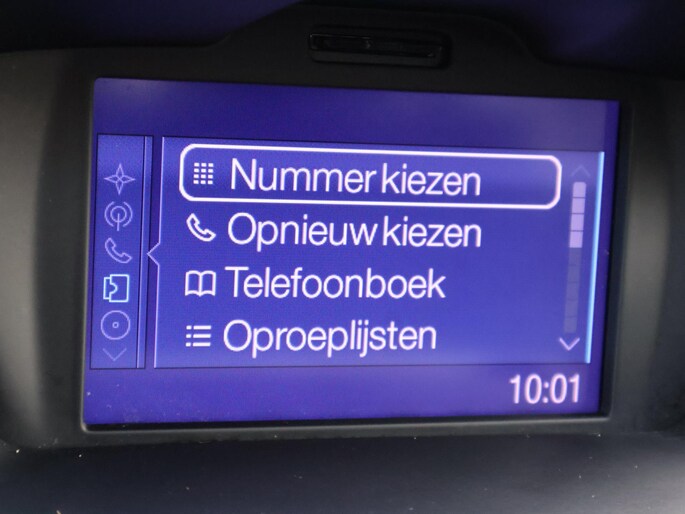 Nummer kiezen
Opnieuw kiezen
Telefoonboek
Oproeplijsten
10:01